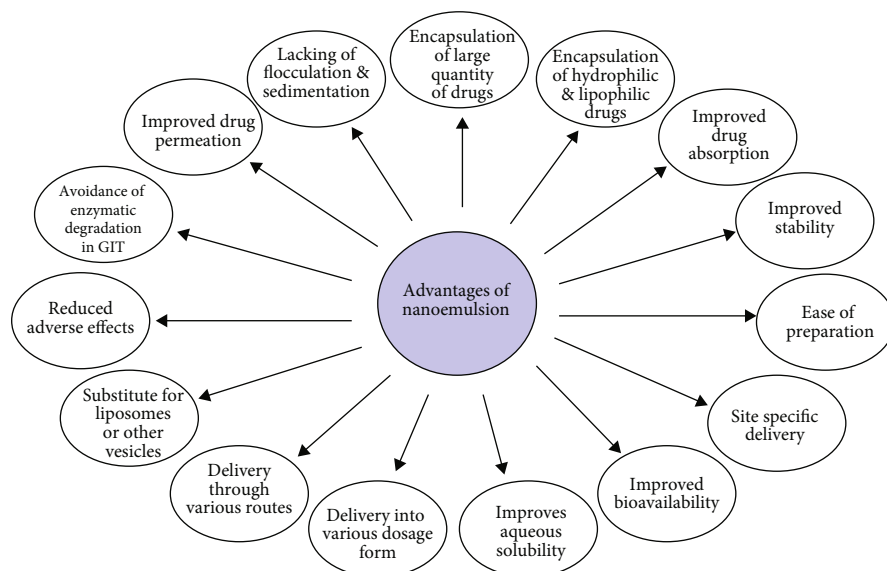 Encapsulation
of large
quantity
of drugs
Encapsulation
of hydrophilic
& lipophilic
drugs
Improved
drug
absorption
Improved
stability
Ease of
preparation
Site specific
delivery
Improved
bioavailability
Improves
aqueous
solubility
Delivery into
various dosage
form
Delivery
through
various routes
Substitute for
liposomes
or other
vesicles
Reduced
adverse effects
Avoidance of
enzymatic
degradation
in GIT
Improved drug
permeation
Lacking of
flocculation &
sedimentation
Advantages of
nanoemulsion